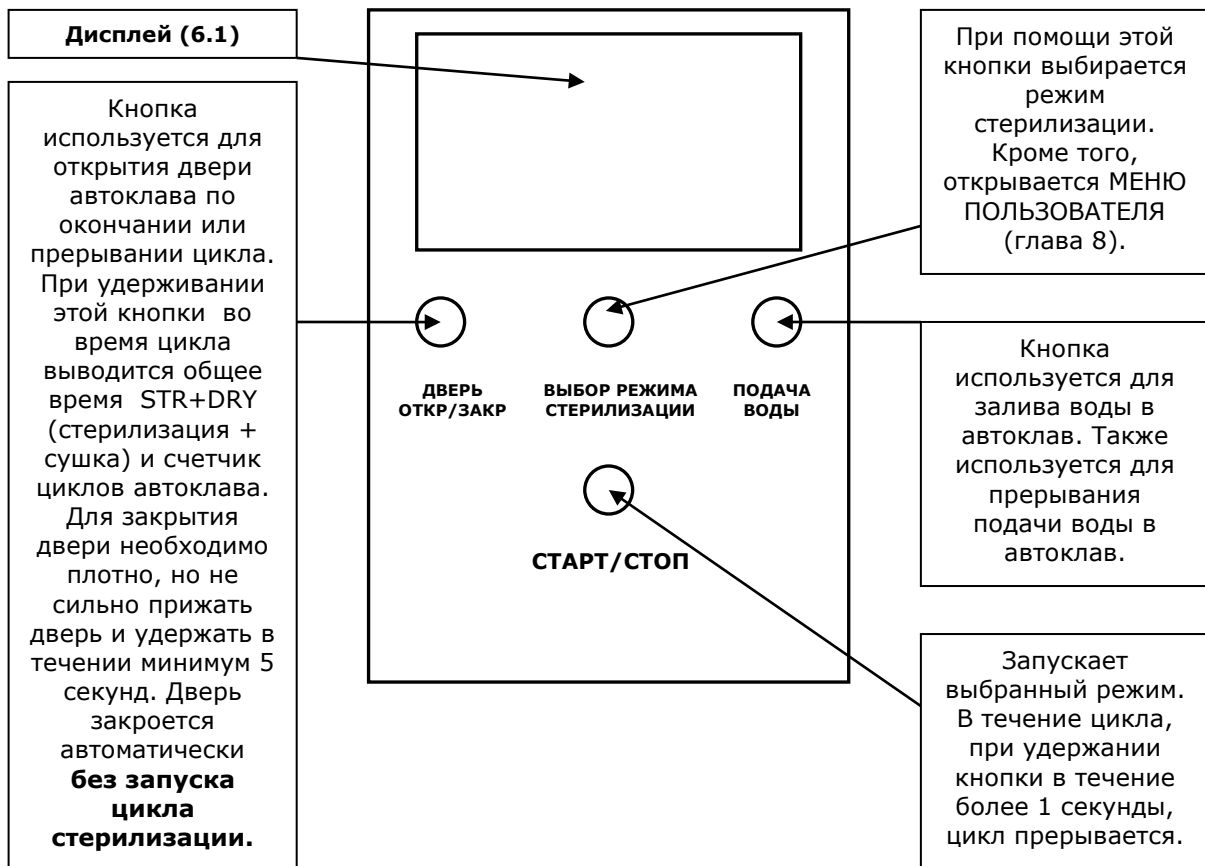 Дисплей (6.1)
Кнопка
используется для
открытия двери
автоклава по
окончании или
прерывании цикла.
При удерживании
этой кнопки во
время цикла
выводится общее
время STR+DRY
(стерилизация +
сушка) и счетчик
циклов автоклава.
Для закрытия
двери необходимо
плотно, но не
сильно прижать
дверь и удержать в
течении минимум 5
секунд. Дверь
закроется
автоматически
без запуска
цикла
стерилизации.
ДВЕРЬ
ОТКР/ЗАКР
ВЫБОР РЕЖИМА
СТЕРИЛИЗАЦИИ
ПОДАЧА
ВОДЫ
СТАРТ/СТОП
При помощи этой
кнопки выбирается
режим
стерилизации.
Кроме того,
открывается МЕНЮ
ПОЛЬЗОВАТЕЛЯ
(глава 8).
Кнопка
используется для
залива воды в
автоклав. Также
используется для
прерывания
подачи воды в
автоклав.
Запускает
выбранный режим.
В течение цикла,
при удержании
кнопки в течение
более 1 секунды,
цикл прерывается.